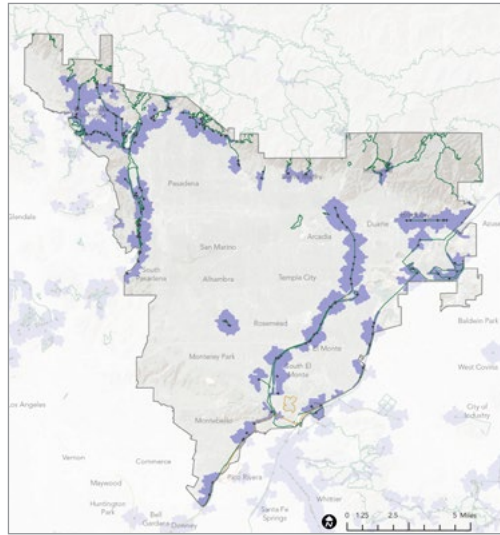 Pasadena
Glendale
Arcadia
Duarte
San Marino
South
Pasadena
Alhambra
Temple City
Baldwin Park
Rosemead
El Monte
Monterey Park
South El
Monte
West Covina
Los Angeles
Montebello
City of
Industry
Vernon
Commerce
Pico Rivera
Maywood
Whittier
Huntington
Park
Bell
Gardens
Downey
Santa Fe
Springs
0 1.25 2.5 5 Miles